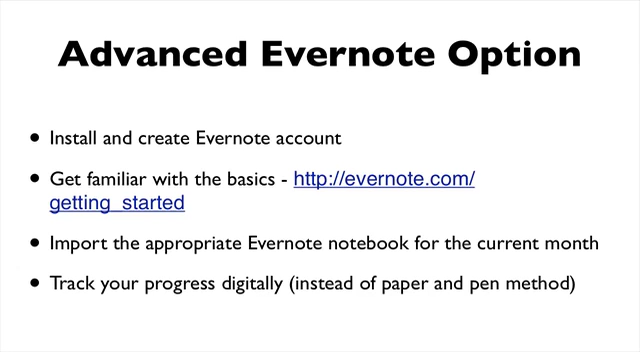 Advanced Evernote Option
• Install and create Evernote account
• Get familiar with the basics - http://evernote.com/
getting_started
• Import the appropriate Evernote notebook for the current month
• Track your progress digitally (instead of paper and pen method)